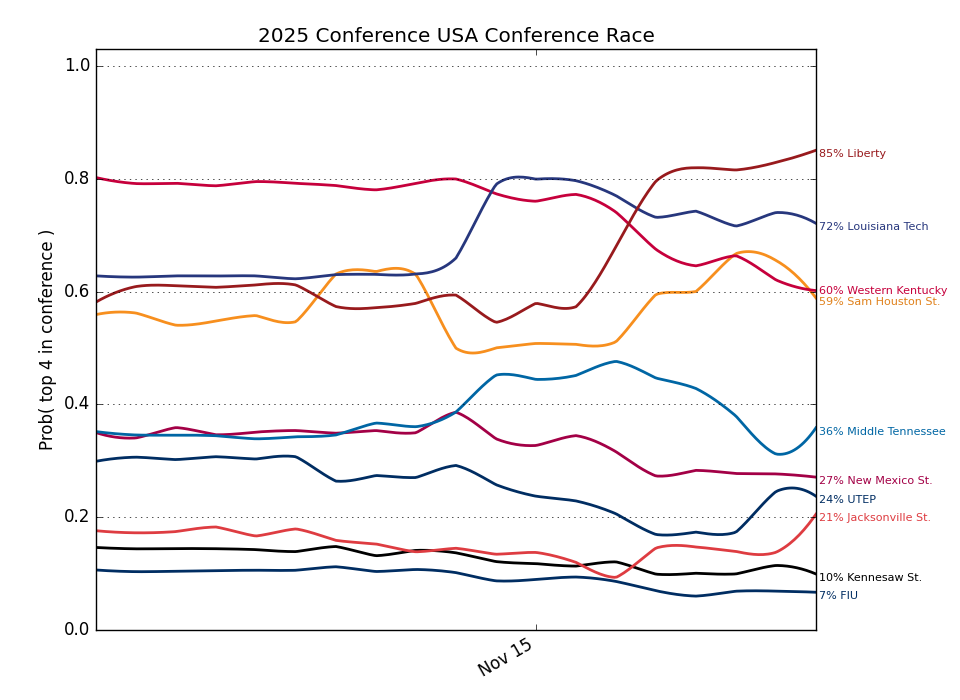 2025 Conference USA Conference Race
Prob( top 4 in conference )
1.0
0.8
0.6
0.4
0.2
0.0
Nov 15
85% Liberty
72% Louisiana Tech
60% Western Kentucky
59% Sam Houston St.
36% Middle Tennessee
27% New Mexico St.
24% UTEP
21% Jacksonville St.
10% Kennesaw St.
7% FIU